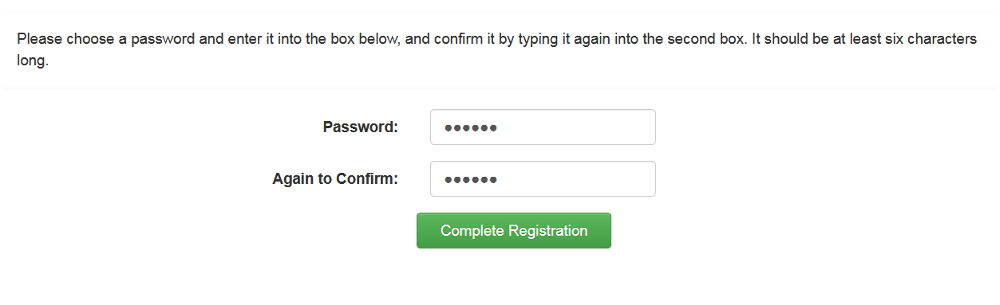 Please choose a password and enter it into the box below, and confirm it by typing it again into the second box. It should be at least six characters
long.
Password: ••••••
Again to Confirm: ••••••
Complete Registration